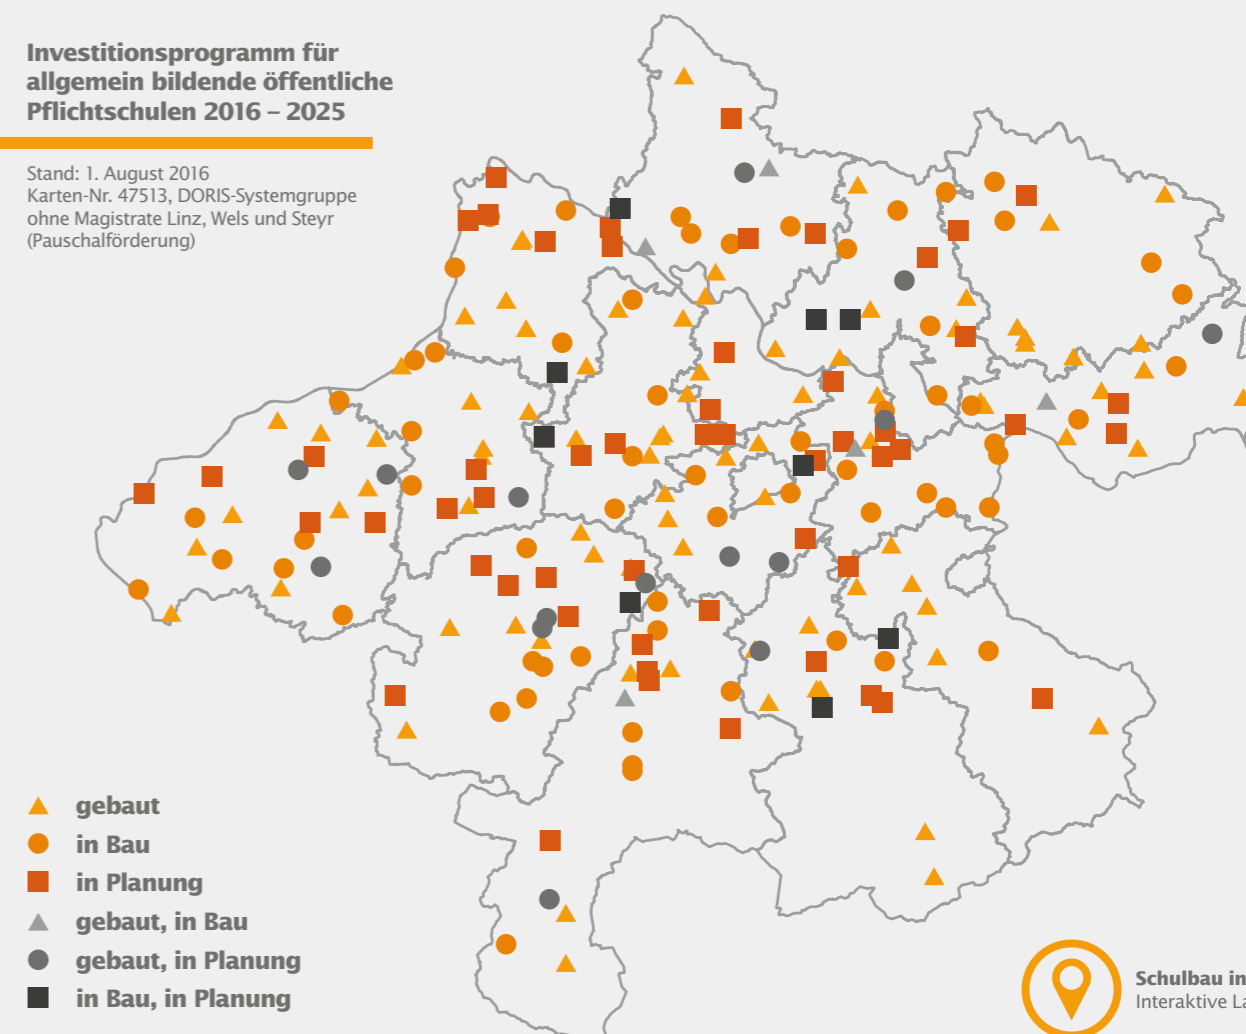 Investitionsprogramm für
allgemein bildende öffentliche
Pflichtschulen 2016 – 2025
Stand: 1. August 2016
Karten-Nr. 47513, DORIS-Systemgruppe
ohne Magistrate Linz, Wels und Steyr
(Pauschalförderung)
gebaut
in Bau
in Planung
gebaut, in Bau
gebaut, in Planung
in Bau, in Planung
Schulbau in
Interaktive La